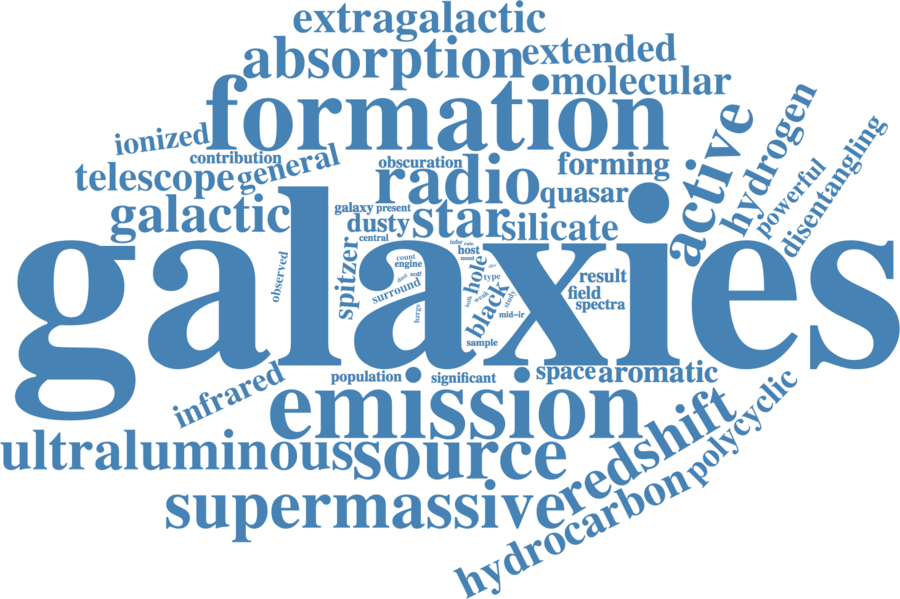 extragalactic
absorption
extended
molecular
formation
ionized
contribution
general
telescope
obscuration
radio
forming
quasar
active
hydrogen
powerful
disentangling
galactic
galaxy
present
dusty
star
silicate
central
galaxies
observed
spitzer
count
engine
surround
host
most
hole
type
black
weak
study
mid-ir
sample
result
field
spectra
infrared
population
significant
space
aromatic
emission
ultraluminous
source
redshift
polycyclic
supermassive
hydrocarbon